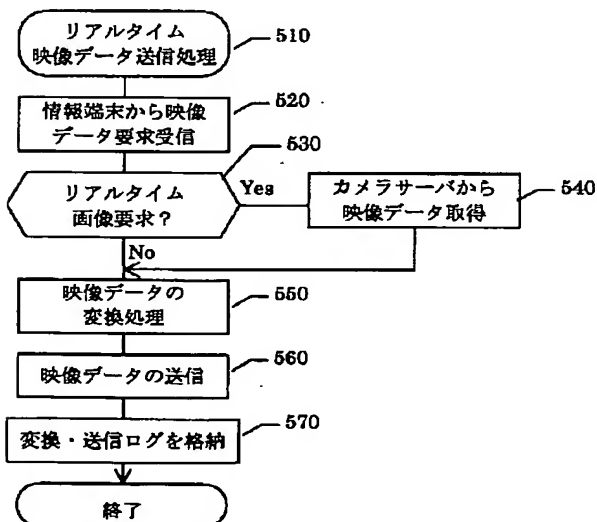 リアルタイム
映像データ送信処理
510
情報端末から映像
データ要求受信
520
530
リアルタイム
画像要求？
Yes
カメラサーバから
映像データ取得
540
No
映像データの
変換処理
550
映像データの送信
560
変換・送信ログを格納
570
終了